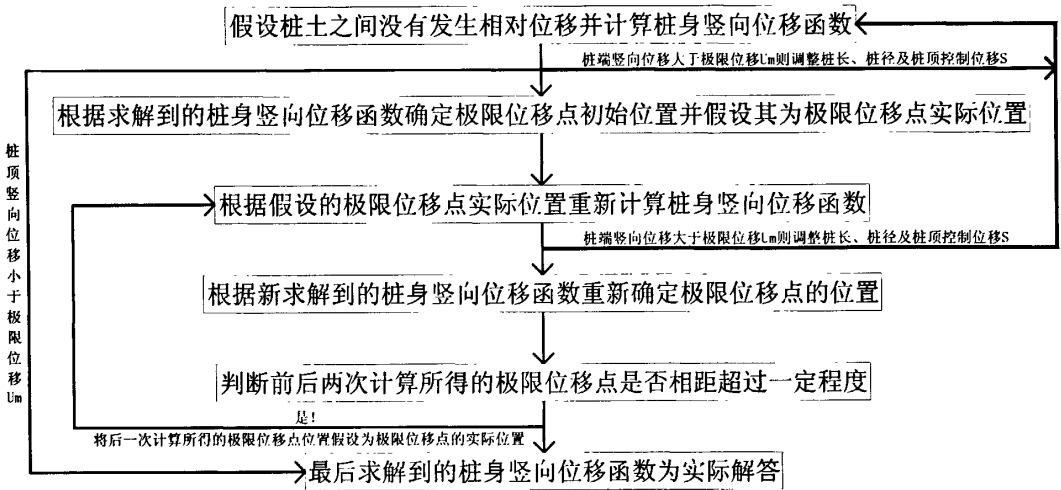 假设桩土之间没有发生相对位移并计算桩身竖向位移函数
桩端竖向位移大于极限位移Um则调整桩长、桩径及桩顶控制位移S
根据求解到的桩身竖向位移函数确定极限位移点初始位置并假设其为极限位移点实际位置
桩顶竖向位移小于极限位移Um
根据假设的极限位移点实际位置重新计算桩身竖向位移函数
桩端竖向位移大于极限位移Um则调整桩长、桩径及桩顶控制位移S
根据新求解到的桩身竖向位移函数重新确定极限位移点的位置
判断前后两次计算所得的极限位移点是否相距超过一定程度
是!
将后一次计算所得的极限位移点位置假设为极限位移点的实际位置
最后求解到的桩身竖向位移函数为实际解答